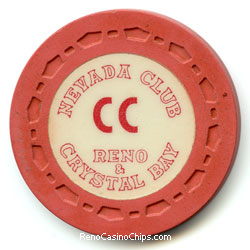 NEVADA CLUB
CC
RENO
&
CRYSTAL BAY
RenoCasinoChips.com